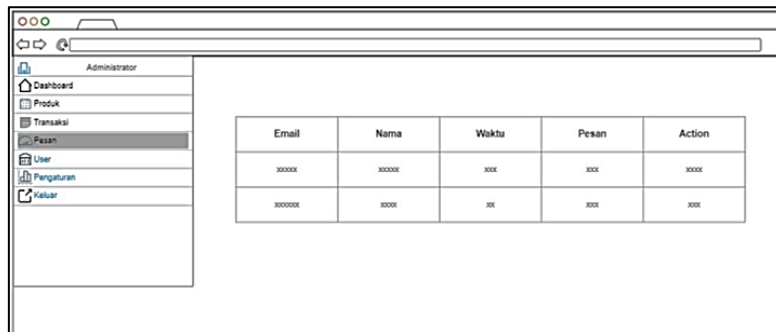 Administrator
Dashboard
Produk
Transaksi
Pesan
User
Pengaturan
Keluar
Email Nama Waktu Pesan Action
xxxxx xxxxx xxx xxx xxxx
xxxxxx xxxx xx xxx xxx